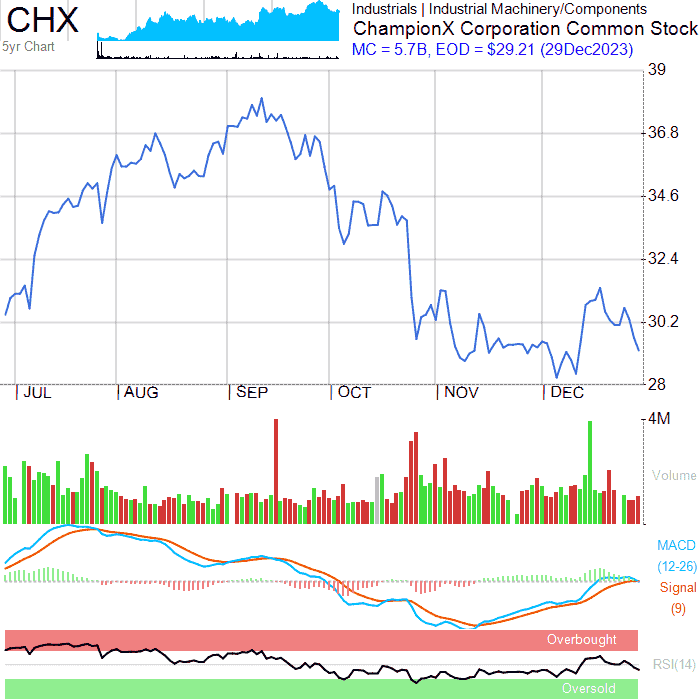 CHX
5yr Chart
Industrials | Industrial Machinery/Components
ChampionX Corporation Common Stock
MC = 5.7B, EOD = $29.21 (29Dec2023)
39
36.8
34.6
32.4
30.2
28
JUL
AUG
SEP
OCT
NOV
DEC
4M
Volume
MACD
(12-26)
Signal
(9)
Overbought
RSI(14)
Oversold